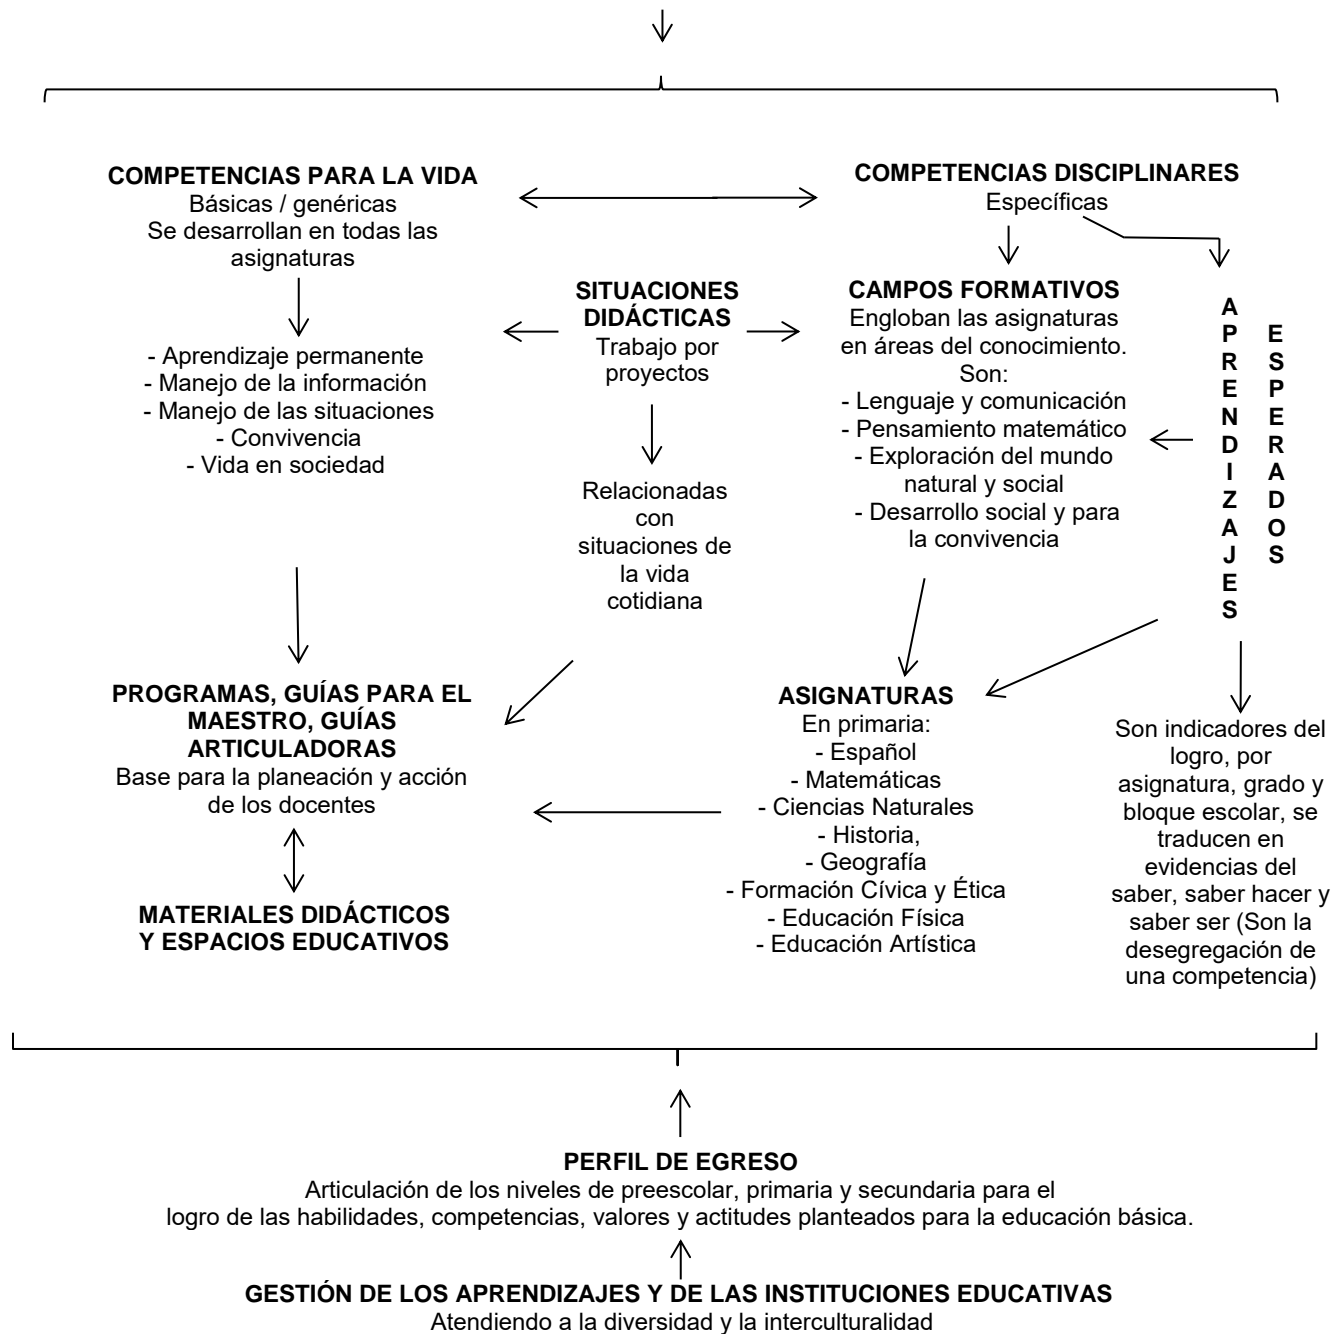 COMPETENCIAS PARA LA VIDA
Básicas / genéricas
Se desarrollan en todas las
asignaturas
- Aprendizaje permanente
- Manejo de la información
- Manejo de las situaciones
- Convivencia
- Vida en sociedad
SITUACIONES
DIDÁCTICAS
Trabajo por
proyectos
Relacionadas
con
situaciones de
la vida
cotidiana
COMPETENCIAS DISCIPLINARES
Específicas
CAMPOS FORMATIVOS
Engloban las asignaturas
en áreas del conocimiento.
Son:
- Lenguaje y comunicación
- Pensamiento matemático
- Exploración del mundo
natural y social
- Desarrollo social y para
la convivencia
APRENDIZAJES
ESPERADOS
PROGRAMAS, GUÍAS PARA EL
MAESTRO, GUÍAS
ARTICULADORAS
Base para la planeación y acción
de los docentes
MATERIALES DIDÁCTICOS
Y ESPACIOS EDUCATIVOS
ASIGNATURAS
En primaria:
- Español
- Matemáticas
- Ciencias Naturales
- Historia,
- Geografía
- Formación Cívica y Ética
- Educación Física
- Educación Artística
Son indicadores del
logro, por
asignatura, grado y
bloque escolar, se
traducen en
evidencias del
saber, saber hacer y
saber ser (Son la
desegregación de
una competencia)
PERFIL DE EGRESO
Articulación de los niveles de preescolar, primaria y secundaria para el
logro de las habilidades, competencias, valores y actitudes planteados para la educación básica.
GESTIÓN DE LOS APRENDIZAJES Y DE LAS INSTITUCIONES EDUCATIVAS
Atendiendo a la diversidad y la interculturalidad